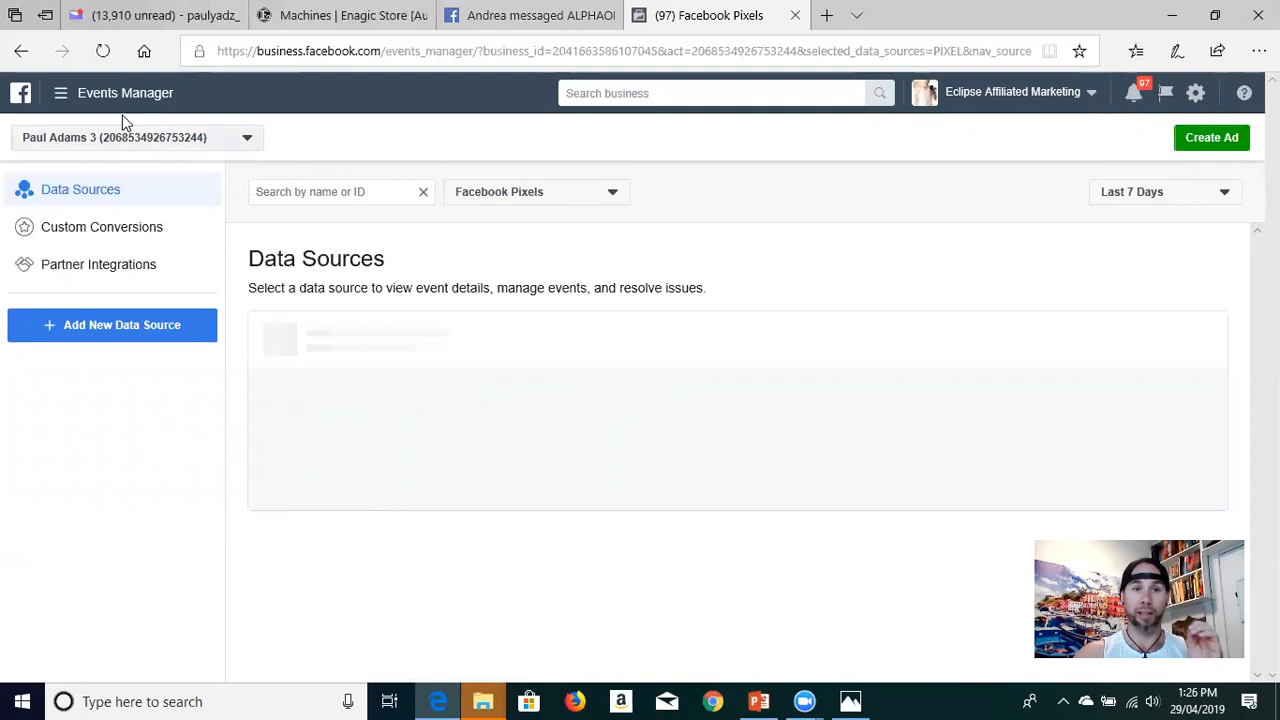 (13,910 unread) - paulyadz_
Machines | Enagic Store [Au
Andrea messaged ALPHAOI
(97) Facebook Pixels
https://business.facebook.com/events_manager/?business_id=2041663586107045&act=2068534926753244&selected_data_sources=PIXEL&nav_source
Events Manager
Search business
Eclipse Affiliated Marketing
97
Paul Adams 3 (2068534926753244)
Create Ad
Data Sources
Search by name or ID
Facebook Pixels
Last 7 Days
Custom Conversions
Partner Integrations
Add New Data Source
Data Sources
Select a data source to view event details, manage events, and resolve issues.
Type here to search
1:26 PM
29/04/2019